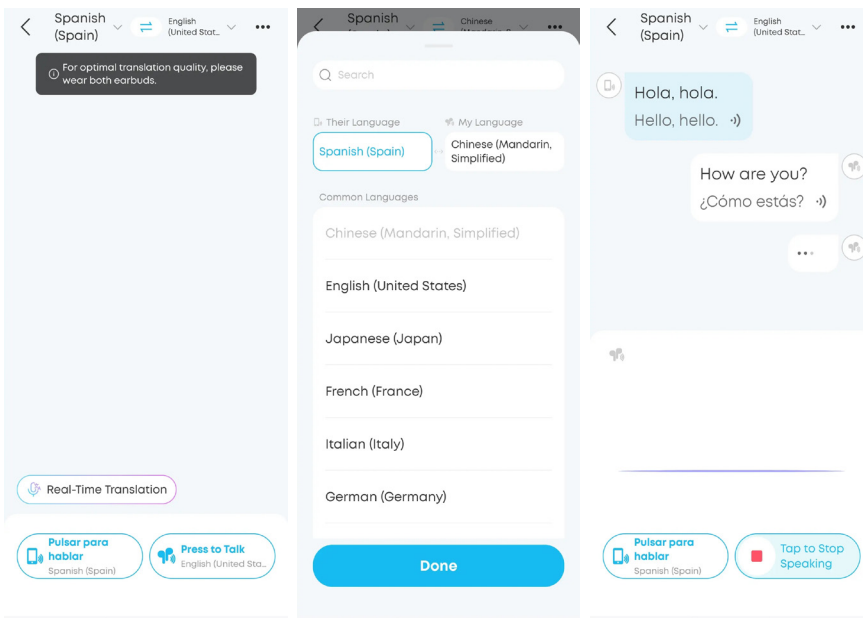 Spanish
(Spain)
English
(United Stat...
For optimal translation quality, please
wear both earbuds.
Real-Time Translation
Pulsar para
hablar
Spanish (Spain)
Press to Talk
English (United Sta...
Spanish
Chinese
Search
Their Language
My Language
Spanish (Spain)
Chinese (Mandarin,
Simplified)
Common Languages
Chinese (Mandarin, Simplified)
English (United States)
Japanese (Japan)
French (France)
Italian (Italy)
German (Germany)
Done
Spanish
(Spain)
English
(United Stat...
Hola, hola.
Hello, hello.
How are you?
¿Cómo estás?
...
Pulsar para
hablar
Spanish (Spain)
Tap to Stop
Speaking